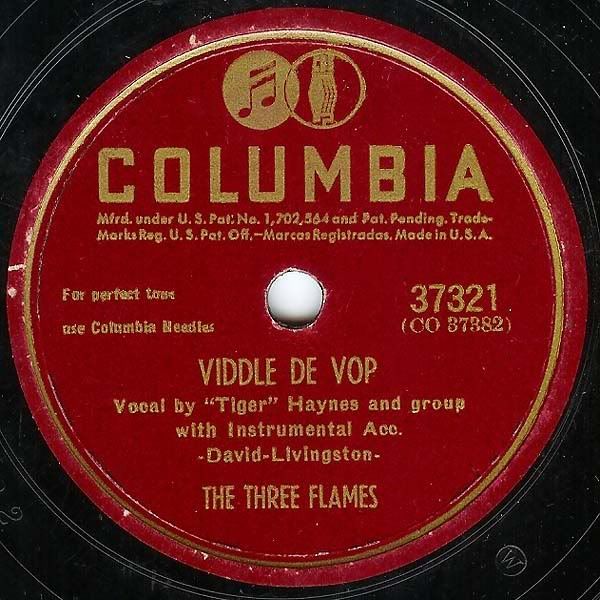 COLUMBIA
Mfrd. under U. S. Pat. No. 1,702,564 and Pat. Pending. Trade-
Marks Reg. U. S. Pat. Off.—Marcas Registradas. Made in U. S. A.
For perfect tone
use Columbia Needles
37321
(CO 37382)
VIDDLE DE VOP
Vocal by "Tiger" Haynes and group
with Instrumental Acc.
-David-Livingston-
THE THREE FLAMES